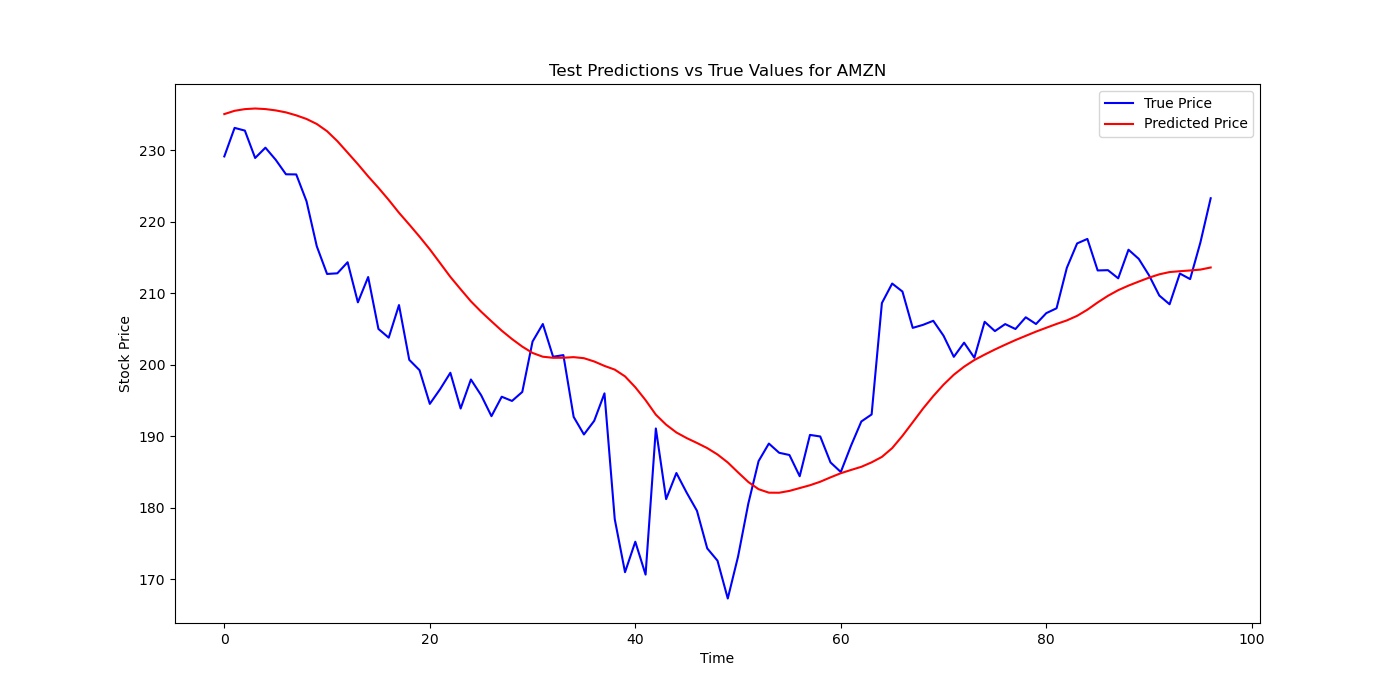 Test Predictions vs True Values for AMZN
True Price
Predicted Price
Stock Price
230
220
210
200
190
180
170
0 20 40 60 80 100
Time